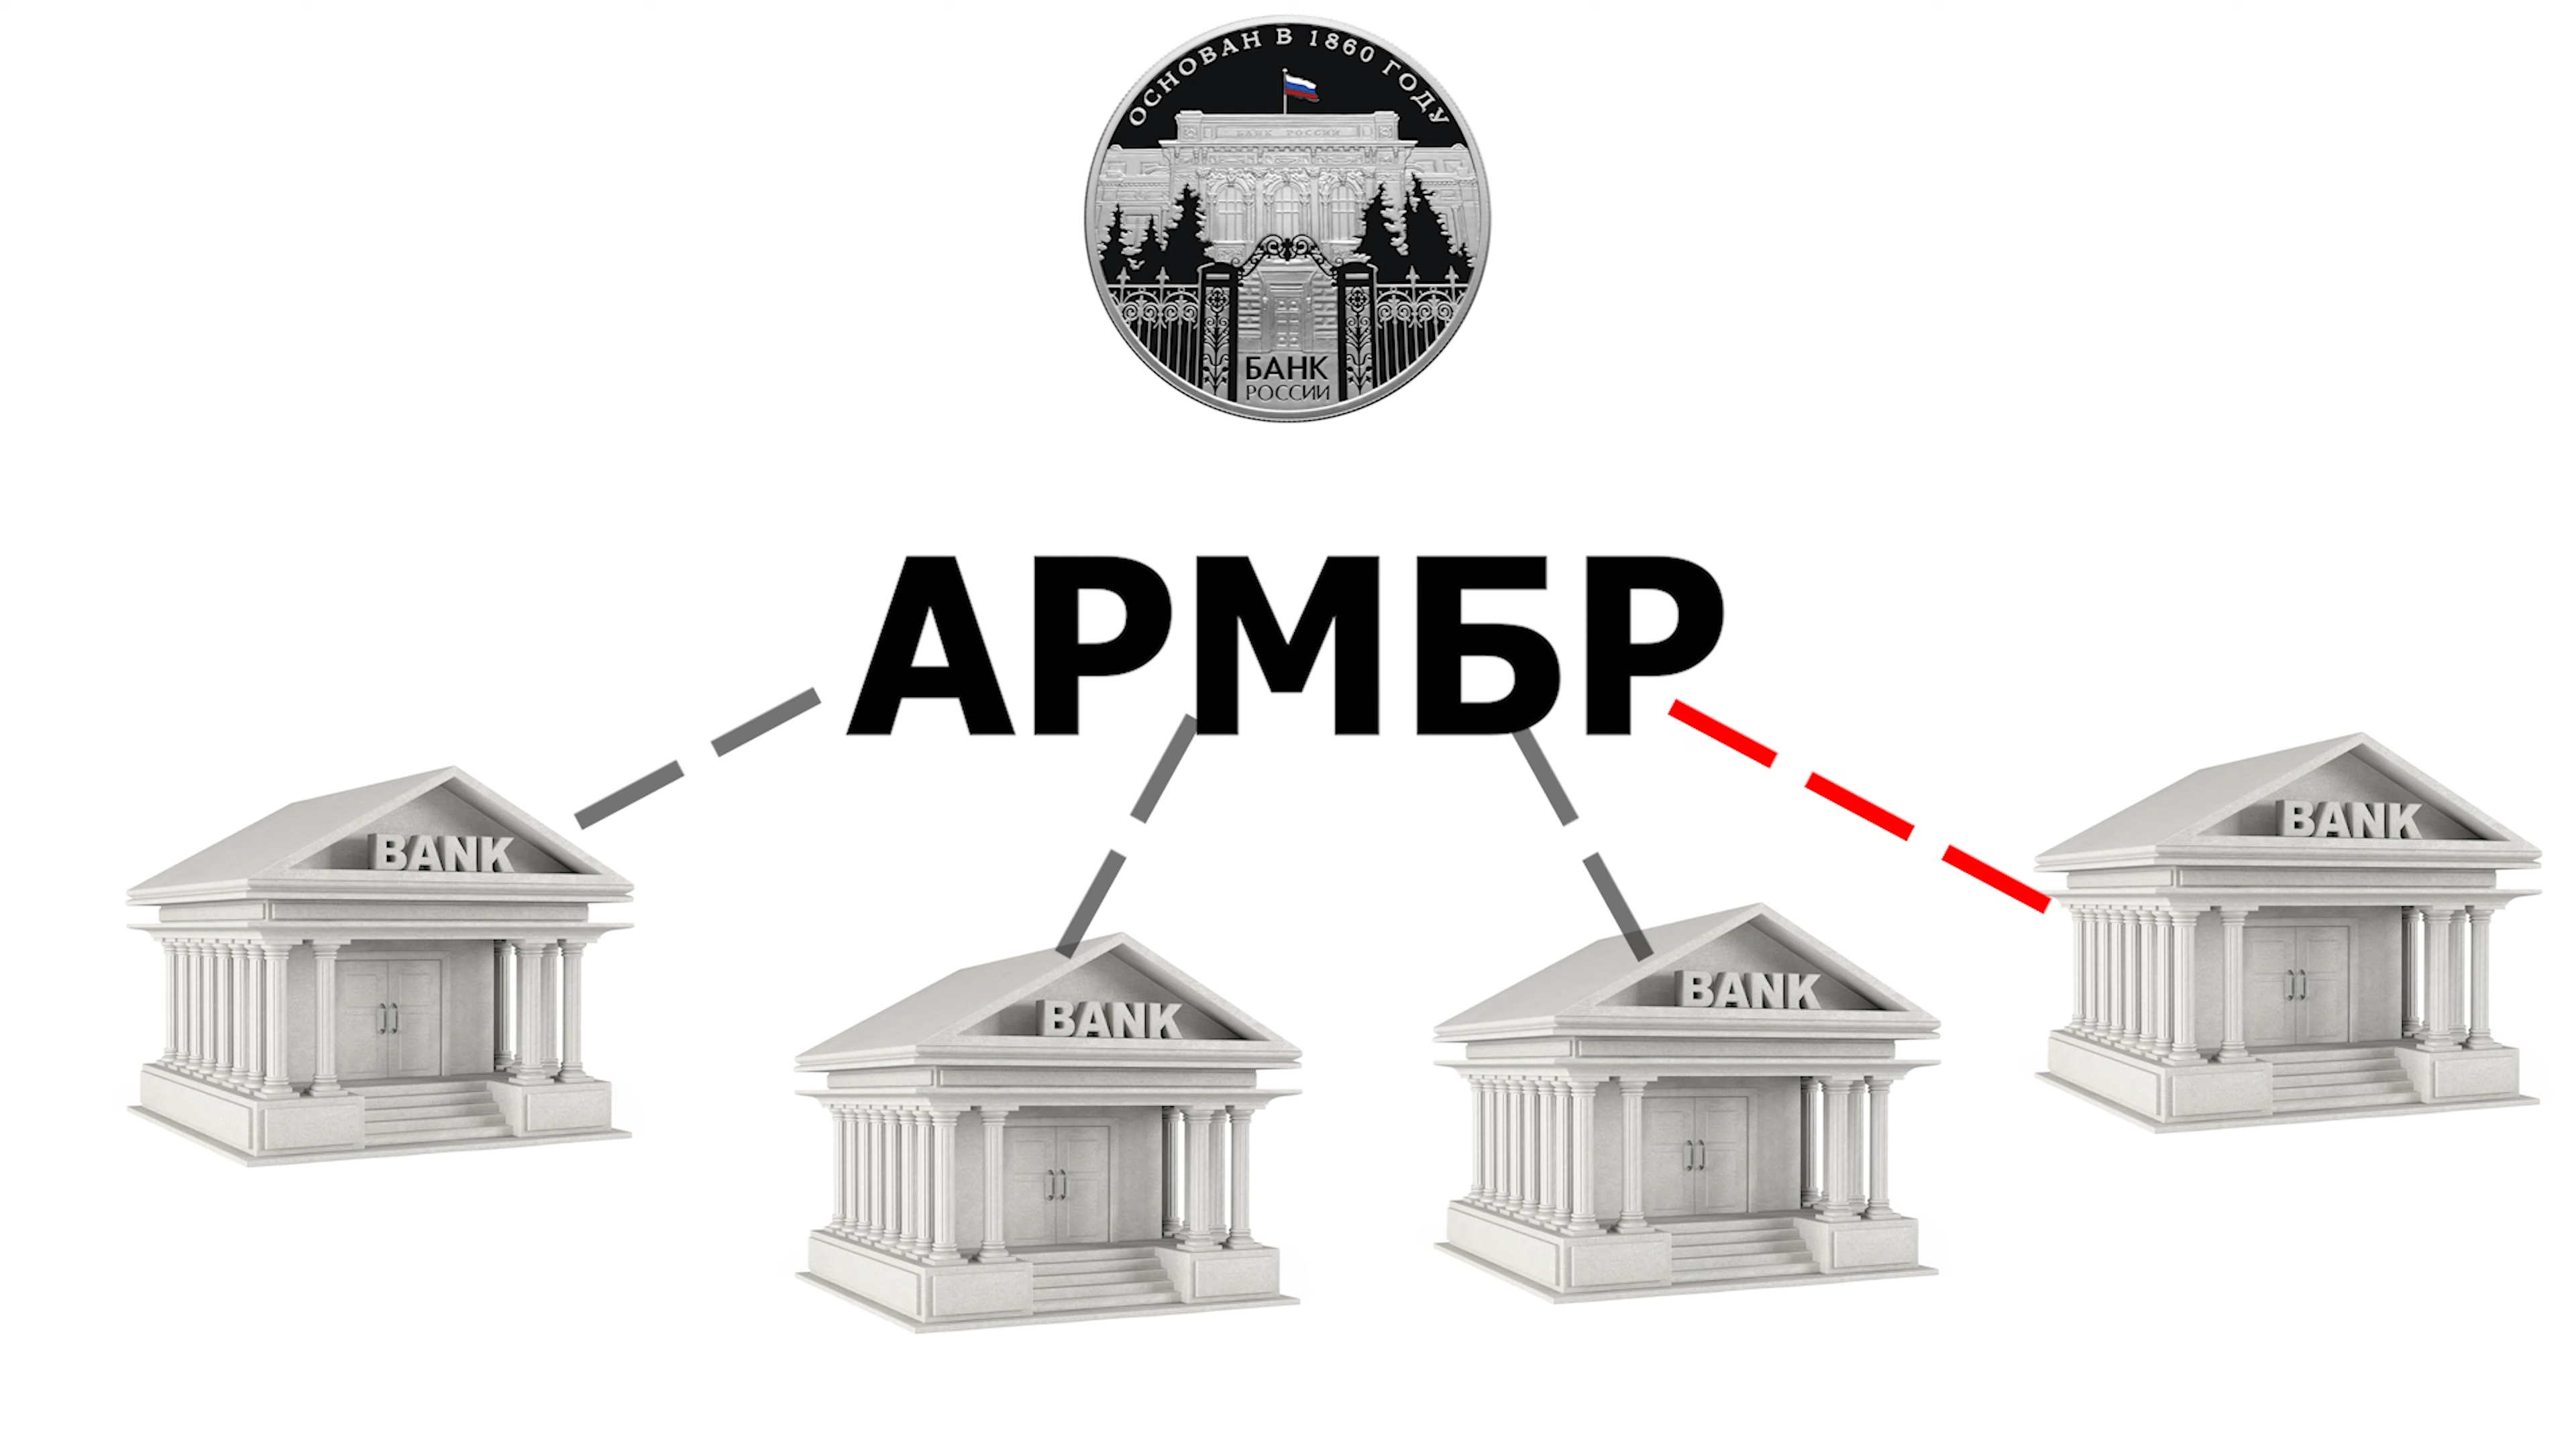 ОСНОВАН В 1860 ГОДУ
БАНК РОССИИ
БАНК
РОССИИ
АРМБР
BANK
BANK
BANK
BANK